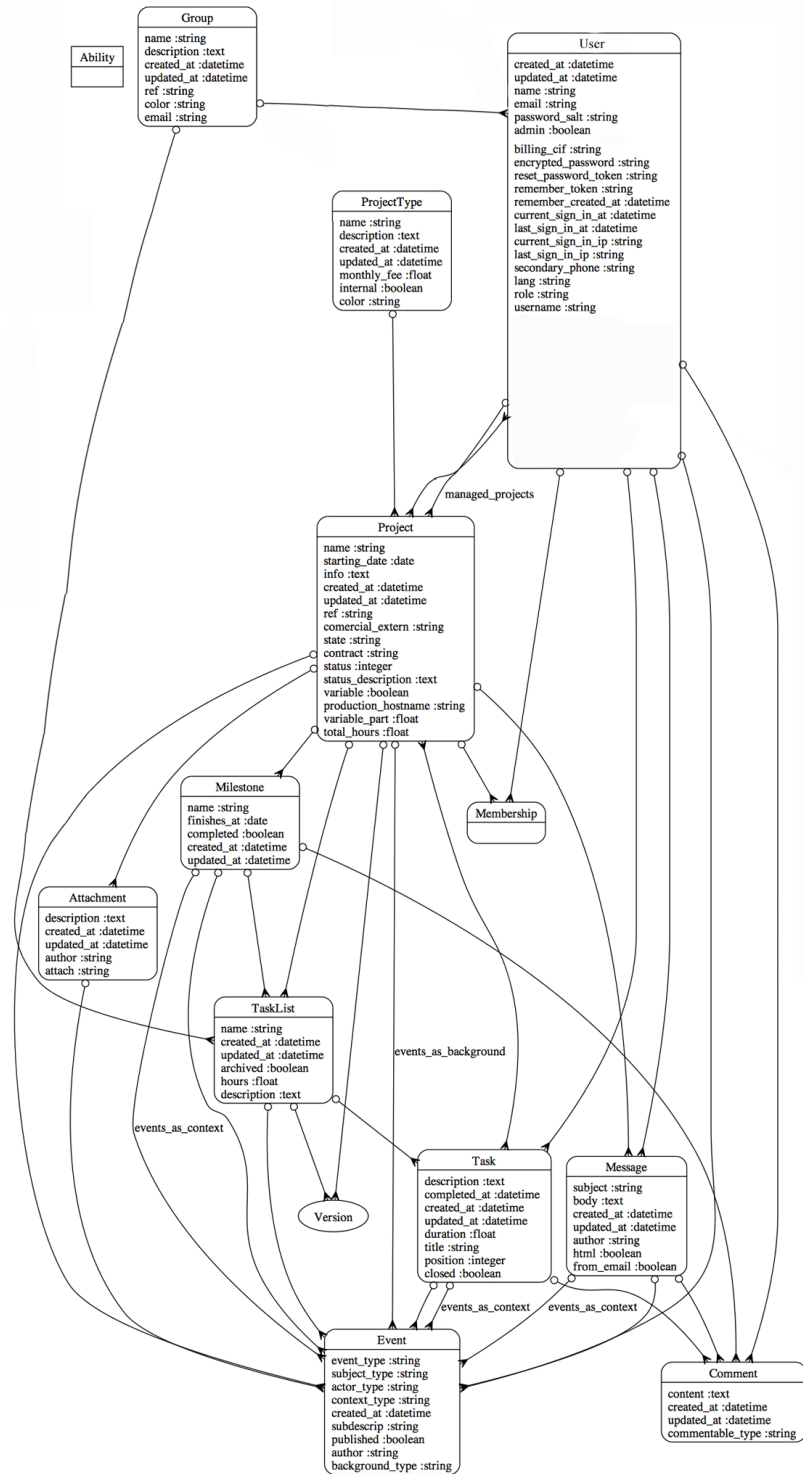 Group
name :string
description :text
created_at :datetime
updated_at :datetime
ref :string
color :string
email :string
Ability
User
created_at :datetime
updated_at :datetime
name :string
email :string
password_salt :string
admin :boolean
billing_cif :string
encrypted_password :string
reset_password_token :string
remember_token :string
remember_created_at :datetime
current_sign_in_at :datetime
last_sign_in_at :datetime
current_sign_in_ip :string
last_sign_in_ip :string
secondary_phone :string
lang :string
role :string
username :string
ProjectType
name :string
description :text
created_at :datetime
updated_at :datetime
monthly_fee :float
internal :boolean
color :string
managed_projects
Project
name :string
starting_date :date
info :text
created_at :datetime
updated_at :datetime
ref :string
comercial_extern :string
state :string
contract :string
status :integer
status_description :text
variable :boolean
production_hostname :string
variable_part :float
total_hours :float
Milestone
name :string
finishes_at :date
completed :boolean
created_at :datetime
updated_at :datetime
Membership
Attachment
description :text
created_at :datetime
updated_at :datetime
author :string
attach :string
TaskList
name :string
created_at :datetime
updated_at :datetime
archived :boolean
hours :float
description :text
events_as_background
events_as_context
Version
Task
description :text
completed_at :datetime
created_at :datetime
updated_at :datetime
duration :float
title :string
position :integer
closed :boolean
Message
subject :string
body :text
created_at :datetime
updated_at :datetime
author :string
html :boolean
from_email :boolean
events_as_context
events_as_context
Event
event_type :string
subject_type :string
actor_type :string
context_type :string
created_at :datetime
subdescrip :string
published :boolean
author :string
background_type :string
Comment
content :text
created_at :datetime
updated_at :datetime
commentable_type :string